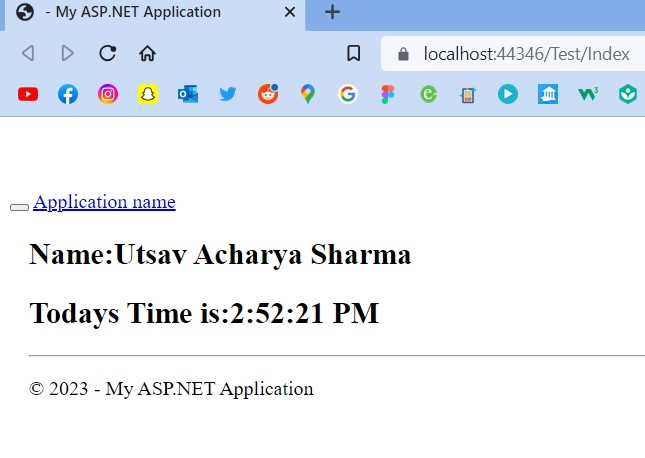 - My ASP.NET Application
localhost:44346/Test/Index
Application name
Name:Utsav Acharya Sharma
Todays Time is:2:52:21 PM
© 2023 - My ASP.NET Application